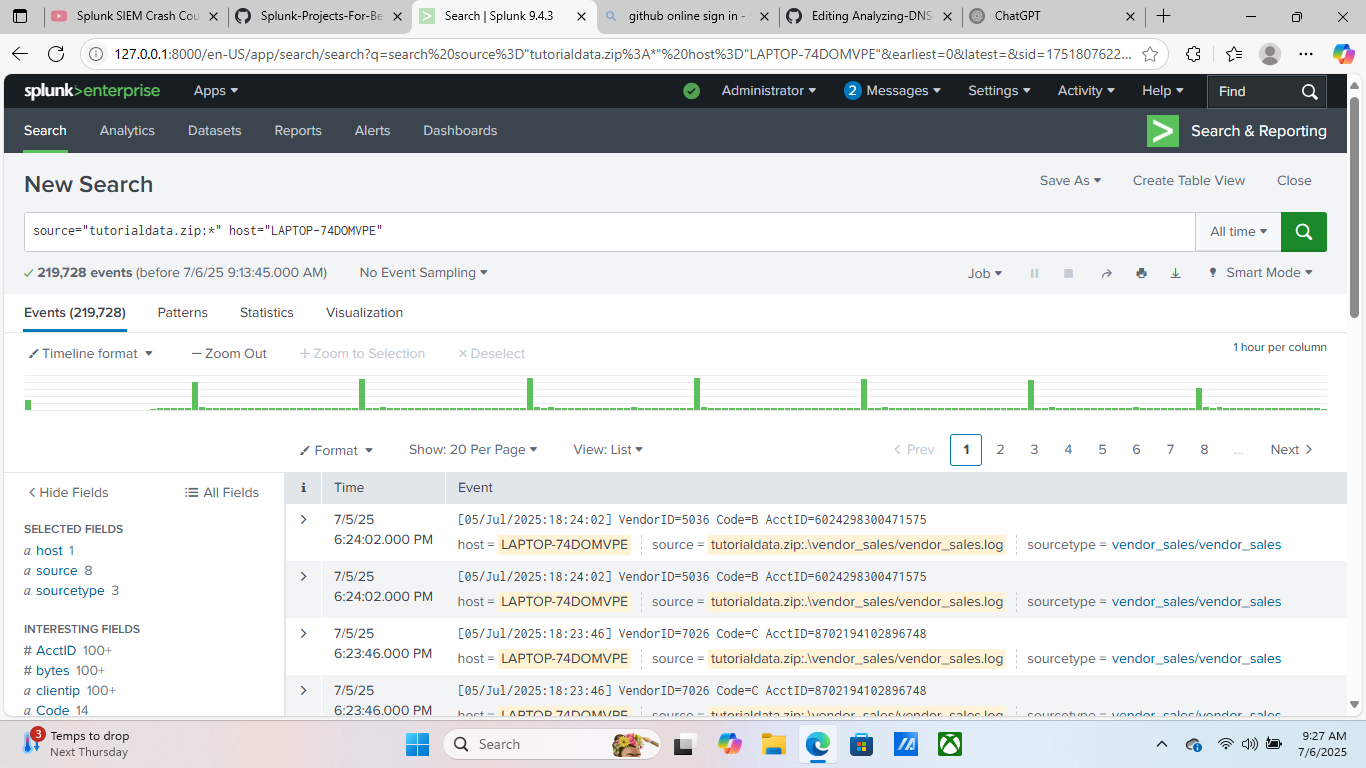 Splunk SIEM Crash Cou
Splunk-Projects-For-Be
Search | Splunk 9.4.3
github online sign in -
Editing Analyzing-DNS
ChatGPT
127.0.0.1:8000/en-US/app/search/search?q=search%20source%3D"tutorialdata.zip%3A*"%20host%3D"LAPTOP-74DOMVPE"&earliest=0&latest=&sid=1751807622...
splunk>enterprise Apps
Administrator 2 Messages Settings Activity Help Find
Search Analytics Datasets Reports Alerts Dashboards
Search & Reporting
New Search
Save As Create Table View Close
source="tutorialdata.zip:*" host="LAPTOP-74DOMVPE"
All time
219,728 events (before 7/6/25 9:13:45.000 AM) No Event Sampling
Job Smart Mode
Events (219,728) Patterns Statistics Visualization
Timeline format Zoom Out Zoom to Selection Deselect
1 hour per column
Format Show: 20 Per Page View: List
Prev 1 2 3 4 5 6 7 8 ... Next
Hide Fields All Fields
SELECTED FIELDS
a host 1
a source 8
a sourcetype 3
INTERESTING FIELDS
# AcctID 100+
# bytes 100+
a clientip 100+
a Code 14
i Time Event
7/5/25
6:24:02.000 PM
[05/Jul/2025:18:24:02] VendorID=5036 Code=B AcctID=6024298300471575
host = LAPTOP-74DOMVPE source = tutorialdata.zip:.\vendor_sales/vendor_sales.log sourcetype = vendor_sales/vendor_sales
7/5/25
6:24:02.000 PM
[05/Jul/2025:18:24:02] VendorID=5036 Code=B AcctID=6024298300471575
host = LAPTOP-74DOMVPE source = tutorialdata.zip:.\vendor_sales/vendor_sales.log sourcetype = vendor_sales/vendor_sales
7/5/25
6:23:46.000 PM
[05/Jul/2025:18:23:46] VendorID=7026 Code=C AcctID=8702194102896748
host = LAPTOP-74DOMVPE source = tutorialdata.zip:.\vendor_sales/vendor_sales.log sourcetype = vendor_sales/vendor_sales
7/5/25
6:23:46.000 PM
[05/Jul/2025:18:23:46] VendorID=7026 Code=C AcctID=8702194102896748
host = LAPTOP-74DOMVPE source = tutorialdata.zip:.\vendor_sales/vendor_sales.log sourcetype = vendor_sales/vendor_sales
3
Temps to drop
Next Thursday
Search
9:27 AM
7/6/2025